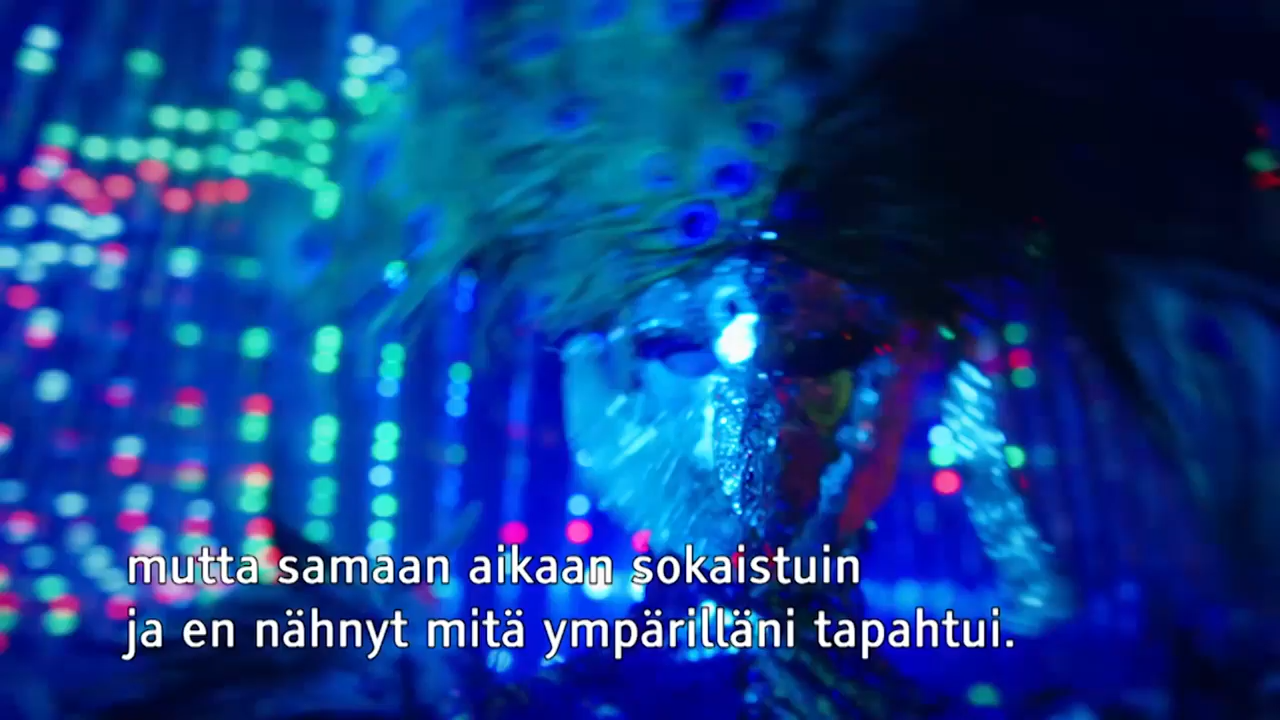 mutta samaan aikaan sokaistuin
ja en nähnyt mitä ympärilläni tapahtui.